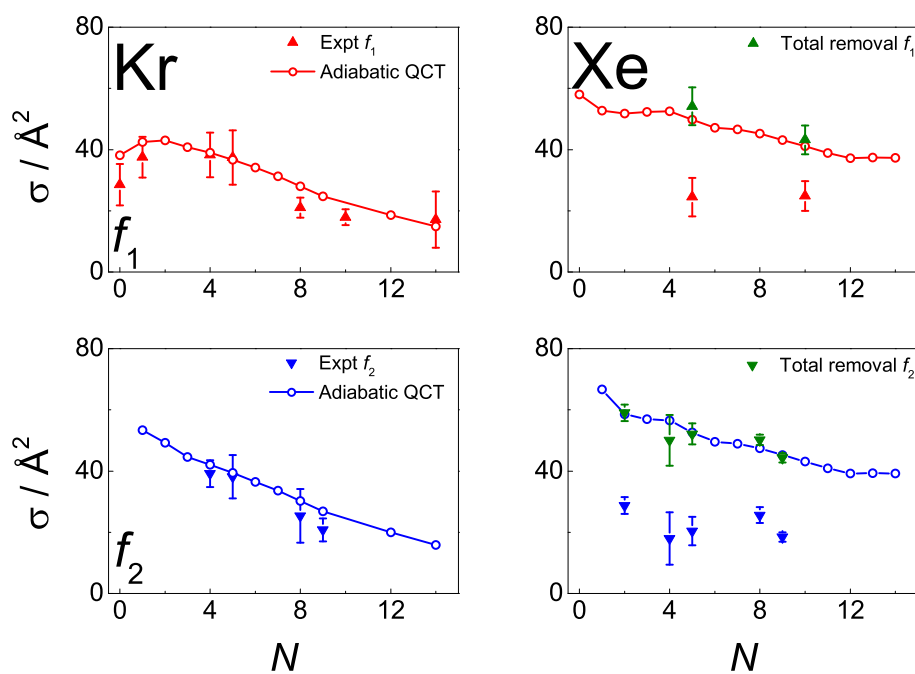 80
40
0
σ / Å²
Kr
f₁
Expt f₁
Adiabatic QCT
0 4 8 12
80
40
0
Xe
Total removal f₁
0 4 8 12
80
40
0
σ / Å²
f₂
Expt f₂
Adiabatic QCT
0 4 8 12
N
80
40
0
Total removal f₂
0 4 8 12
N